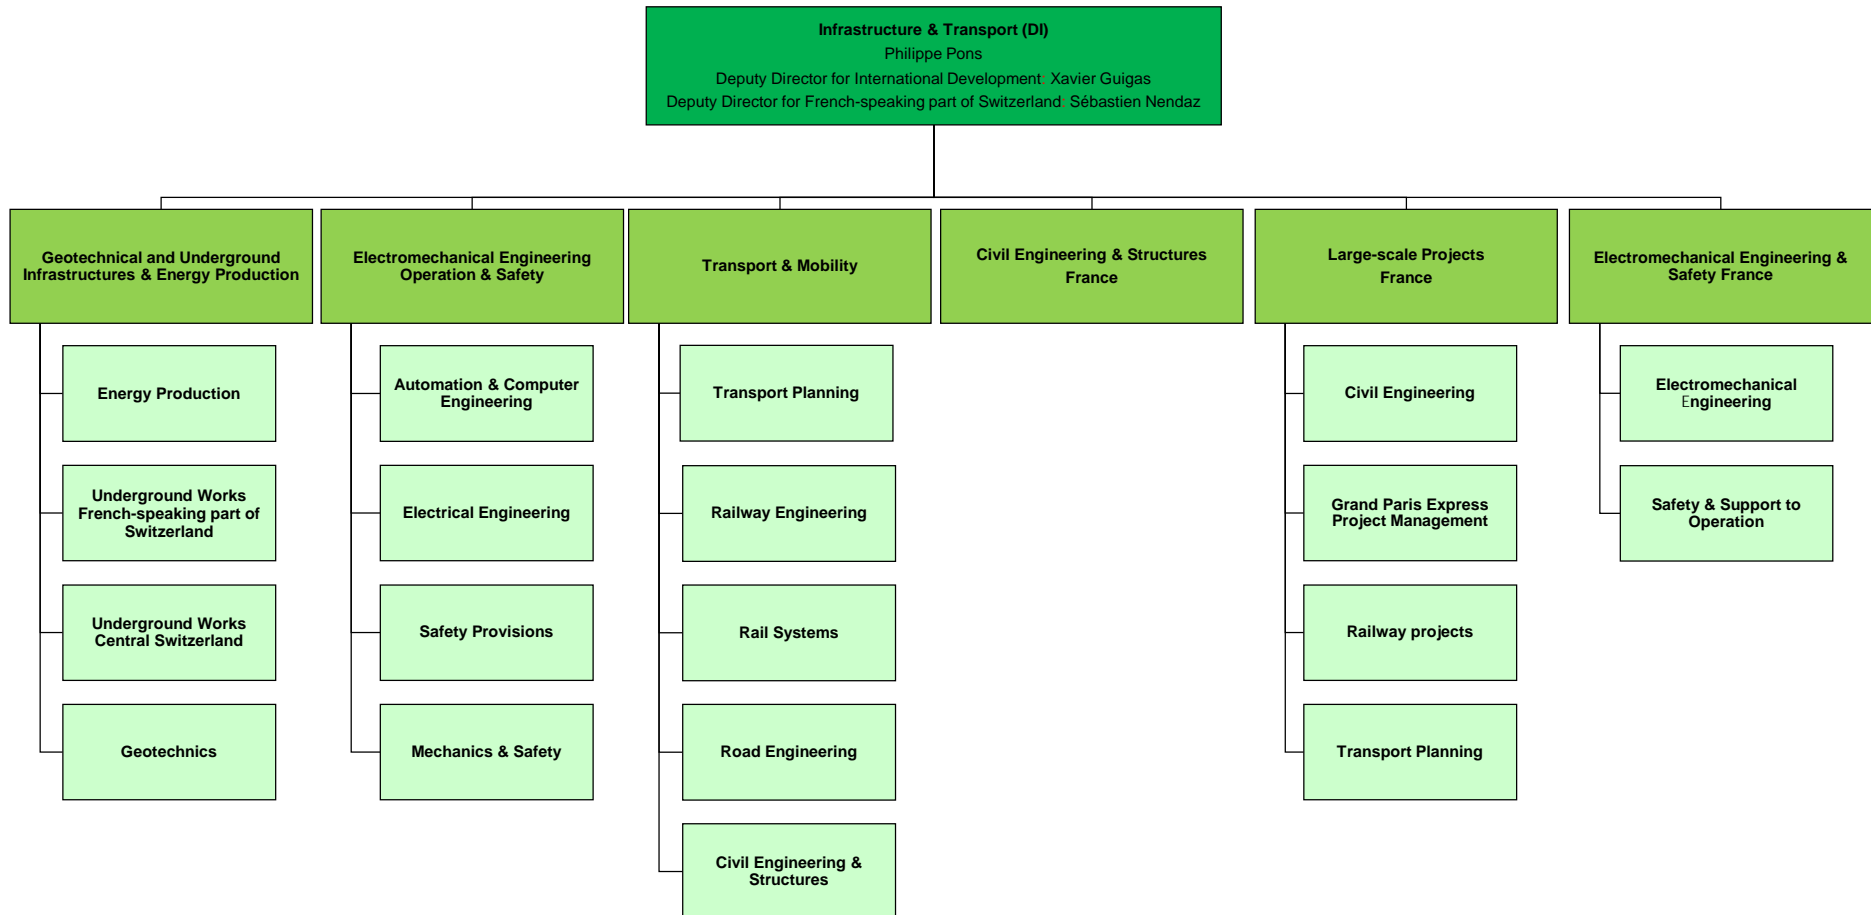 Infrastructure & Transport (DI)
Philippe Pons
Deputy Director for International Development: Xavier Guigas
Deputy Director for French-speaking part of Switzerland: Sébastien Nendaz
Geotechnical and Underground
Infrastructures & Energy Production
Electromechanical Engineering
Operation & Safety
Transport & Mobility
Civil Engineering & Structures
France
Large-scale Projects
France
Electromechanical Engineering &
Safety France
Energy Production
Underground Works
French-speaking part of
Switzerland
Underground Works
Central Switzerland
Geotechnics
Automation & Computer
Engineering
Electrical Engineering
Safety Provisions
Mechanics & Safety
Transport Planning
Railway Engineering
Rail Systems
Road Engineering
Civil Engineering &
Structures
Civil Engineering
Grand Paris Express
Project Management
Railway projects
Transport Planning
Electromechanical
Engineering
Safety & Support to
Operation